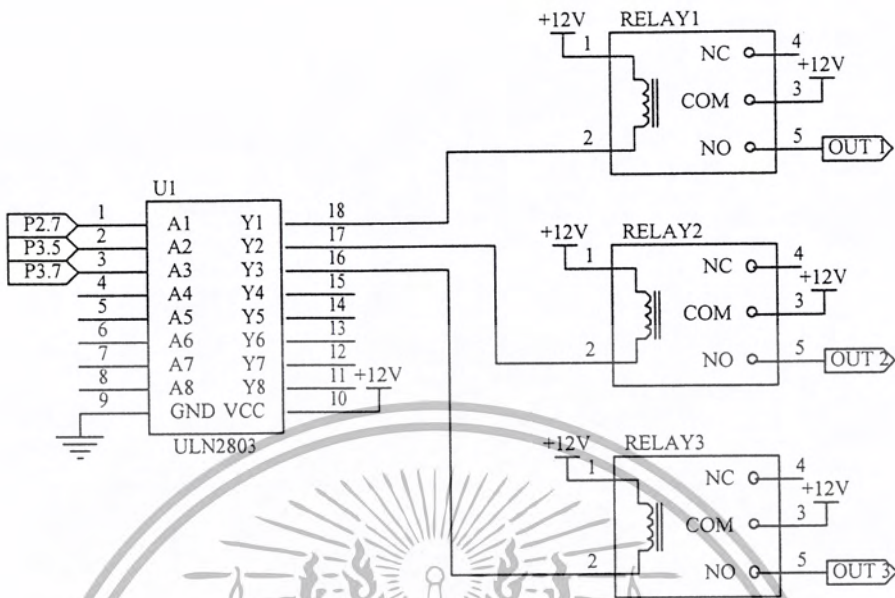 +12V
RELAY1
1
NC
4
+12V
COM
3
2
NO
5
OUT 1
U1
P2.7
1
A1
Y1
18
P3.5
2
A2
Y2
17
P3.7
3
A3
Y3
16
4
A4
Y4
15
5
A5
Y5
14
6
A6
Y6
13
7
A7
Y7
12
8
A8
Y8
11
+12V
9
GND
VCC
10
ULN2803
+12V
RELAY2
1
NC
4
+12V
COM
3
2
NO
5
OUT 2
+12V
RELAY3
1
NC
4
+12V
COM
3
2
NO
5
OUT 3